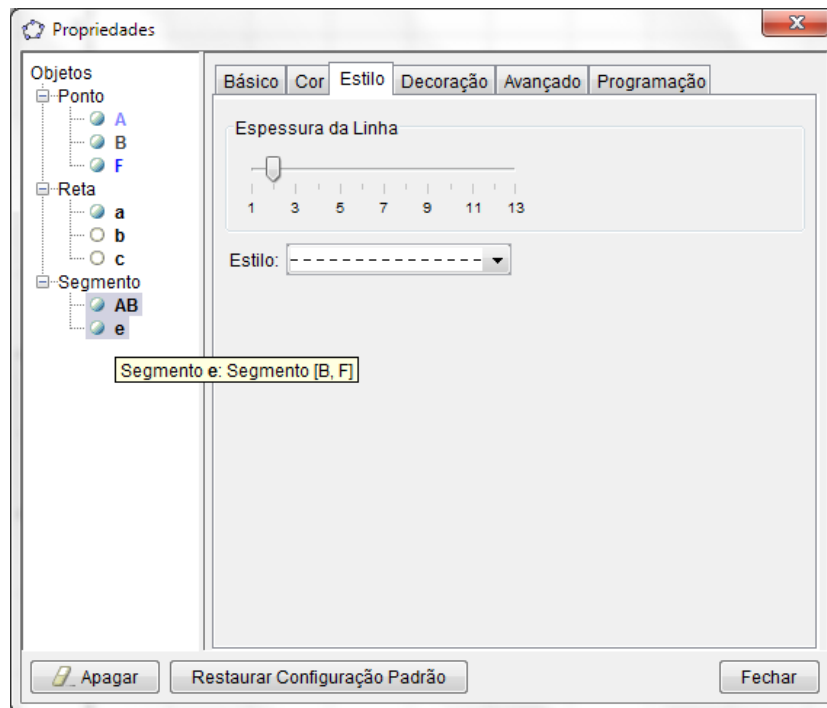 Propriedades
Objetos
Ponto
A
B
F
Reta
a
b
c
Segmento
AB
e
Segmento e: Segmento [B, F]
Básico Cor Estilo Decoração Avançado Programação
Espessura da Linha
1 3 5 7 9 11 13
Estilo:
Apagar Restaurar Configuração Padrão Fechar